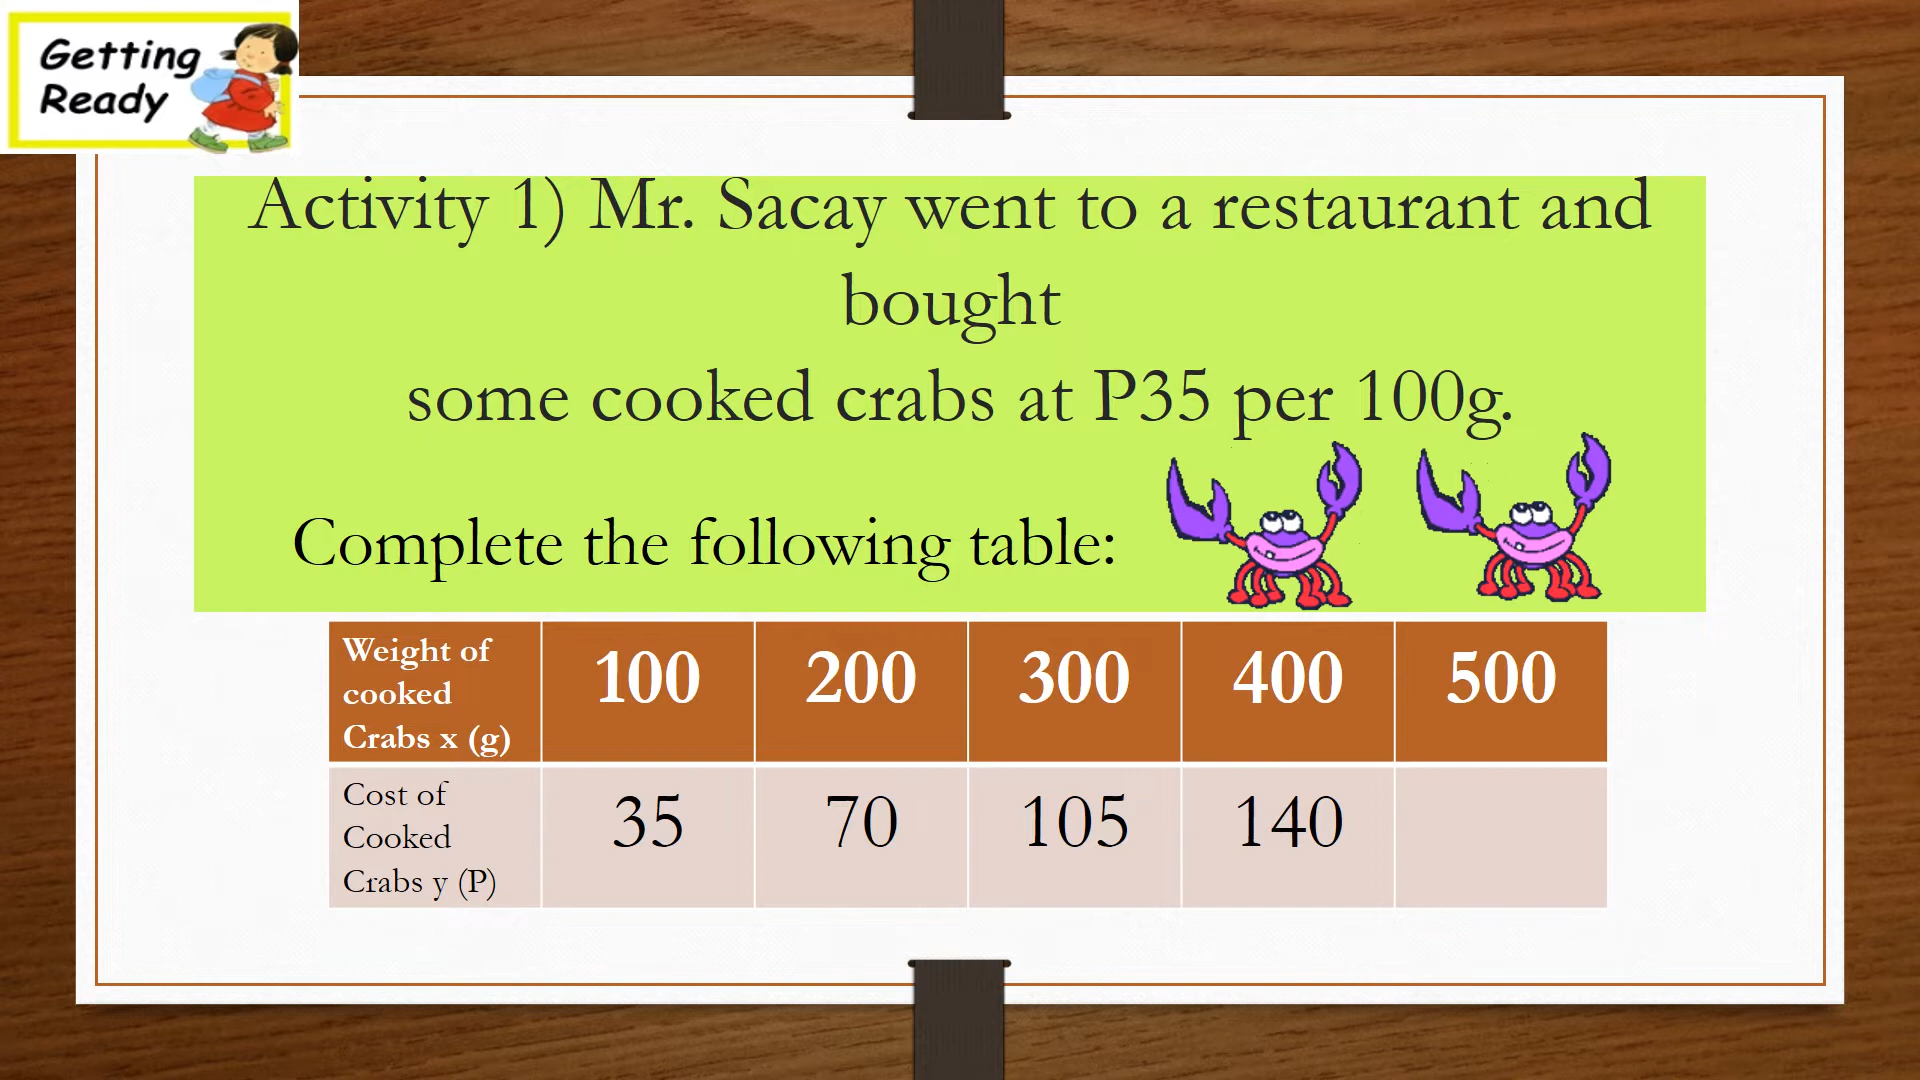 Getting
Ready
Activity 1) Mr. Sacay went to a restaurant and
bought
some cooked crabs at P35 per 100g.
Complete the following table:
Weight of
cooked
Crabs x (g)
100
200
300
400
500
Cost of
Cooked
Crabs y (P)
35
70
105
140